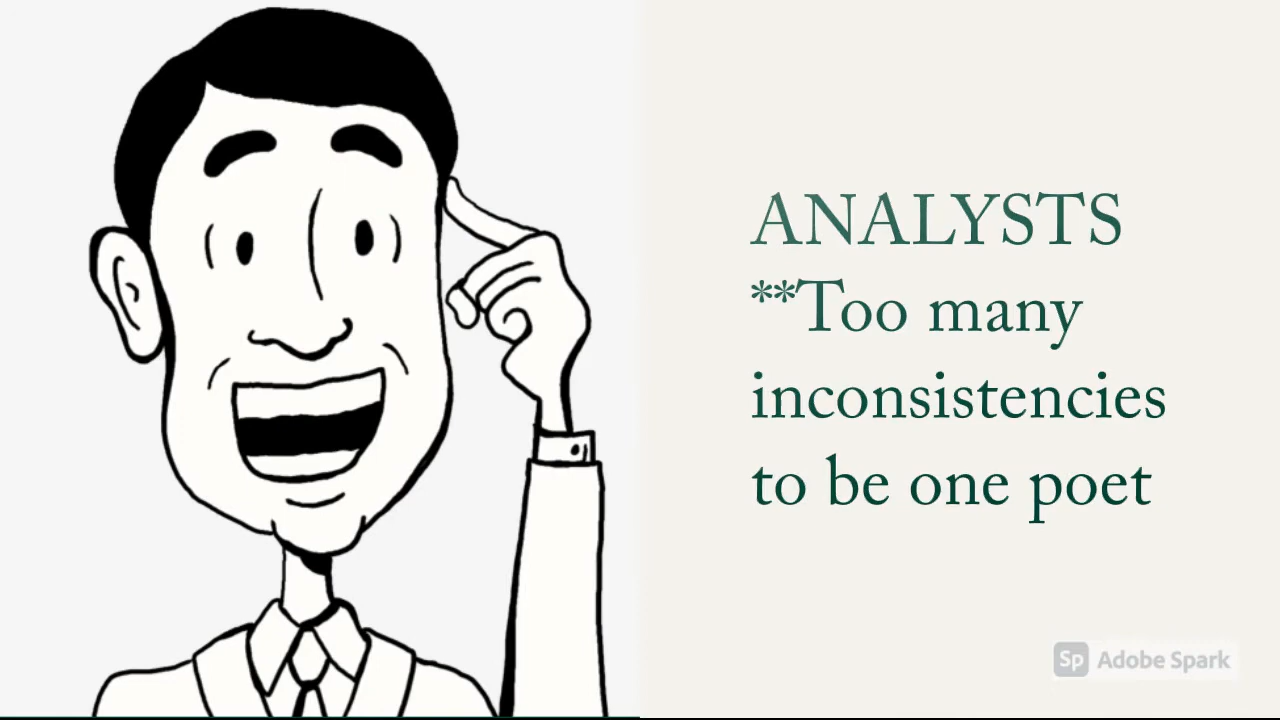 ANALYSTS
**Too many
inconsistencies
to be one poet
Sp Adobe Spark